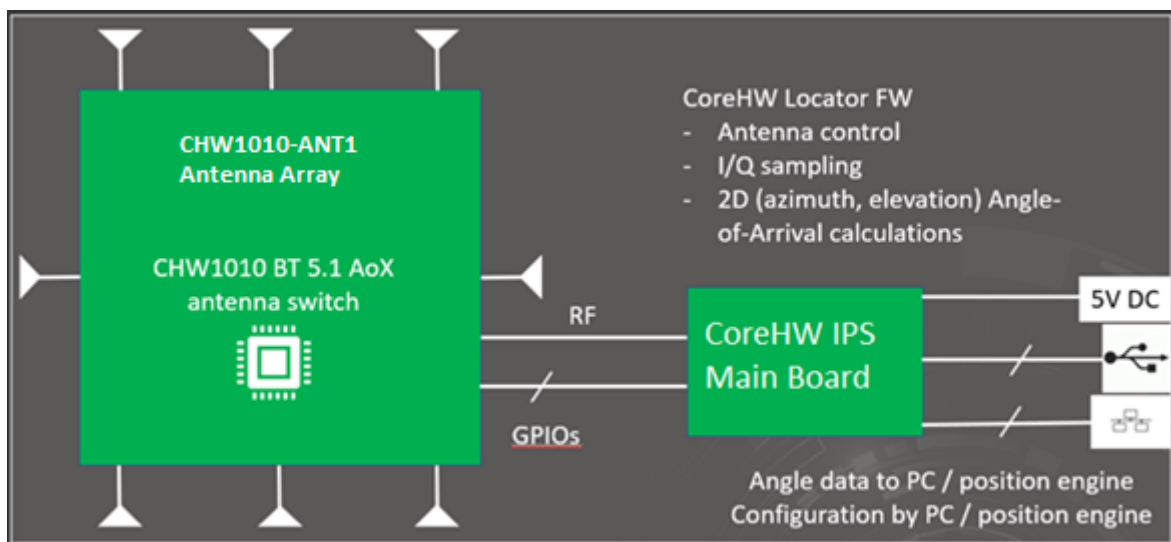 CHW1010-ANT1
Antenna Array
CHW1010 BT 5.1 AoX
antenna switch
RF
GPIOs
CoreHW Locator FW
- Antenna control
- I/Q sampling
- 2D (azimuth, elevation) Angle-
of-Arrival calculations
CoreHW IPS
Main Board
5V DC
Angle data to PC / position engine
Configuration by PC / position engine